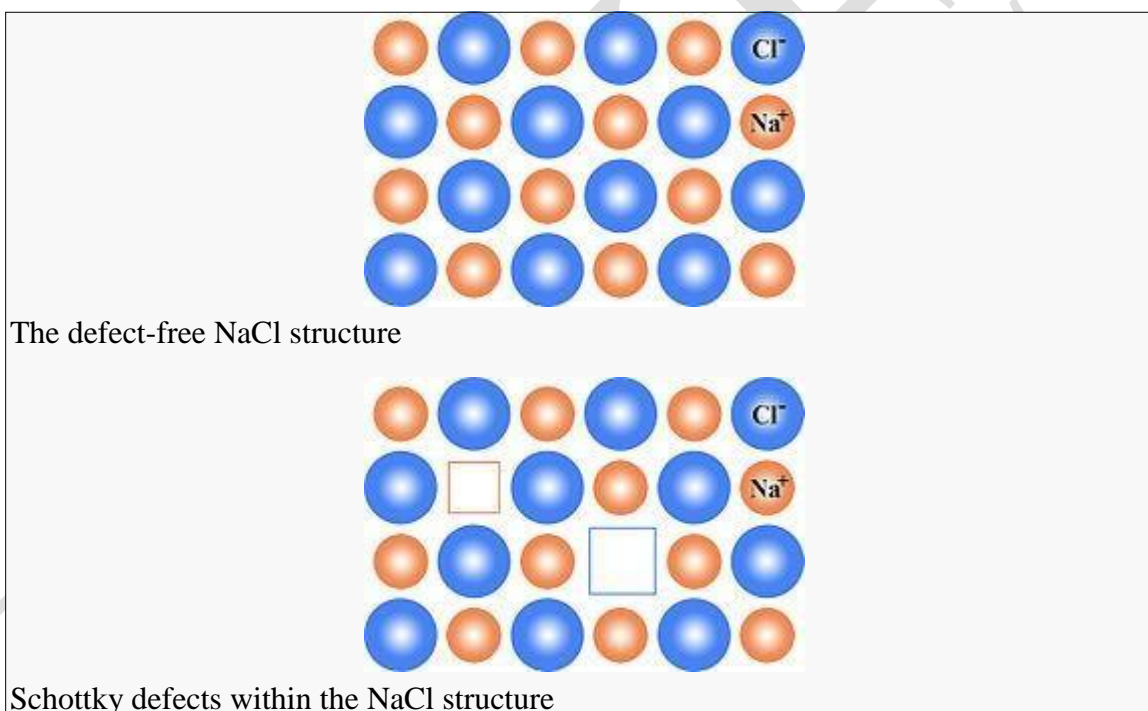 Cl-
Na+
The defect-free NaCl structure
Cl-
Na+
Schottky defects within the NaCl structure